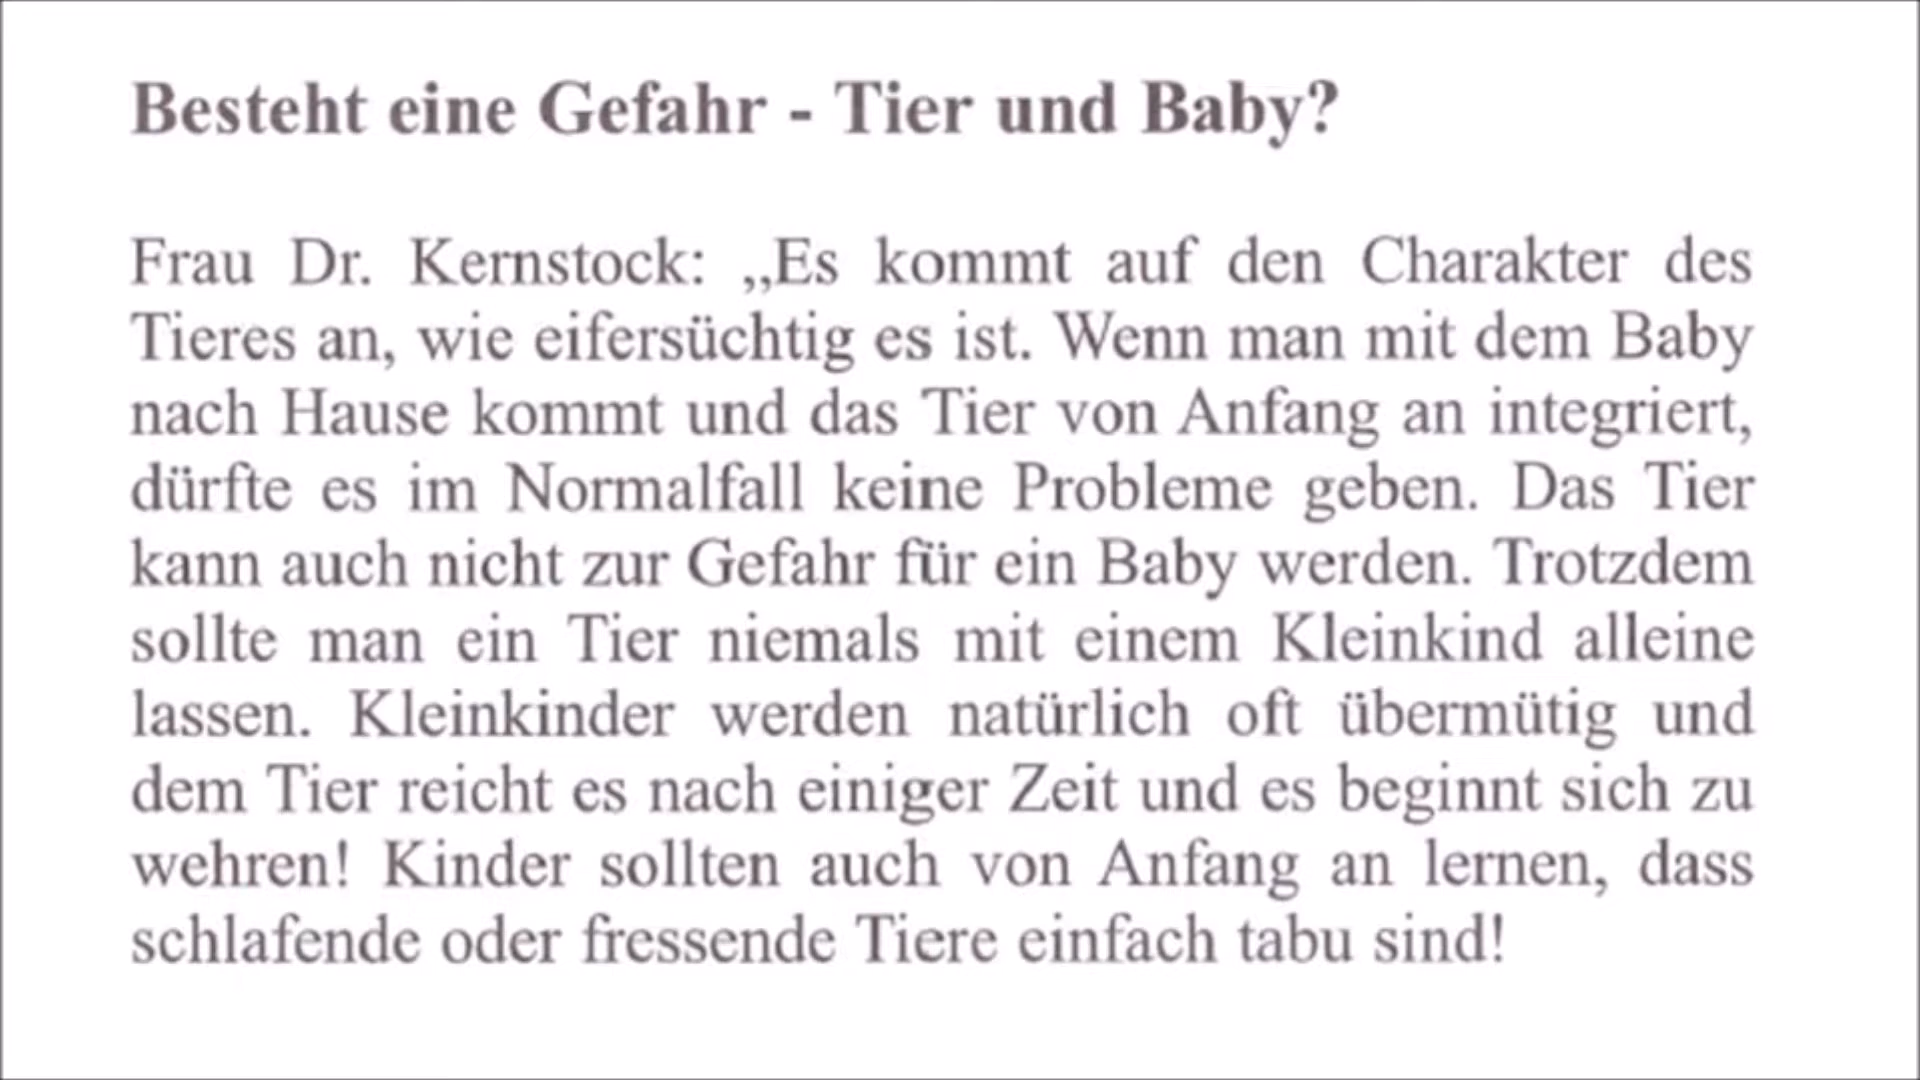 Besteht eine Gefahr - Tier und Baby?
Frau Dr. Kernstock: „Es kommt auf den Charakter des
Tieres an, wie eifersüchtig es ist. Wenn man mit dem Baby
nach Hause kommt und das Tier von Anfang an integriert,
dürfte es im Normalfall keine Probleme geben. Das Tier
kann auch nicht zur Gefahr für ein Baby werden. Trotzdem
sollte man ein Tier niemals mit einem Kleinkind alleine
lassen. Kleinkinder werden natürlich oft übermütig und
dem Tier reicht es nach einiger Zeit und es beginnt sich zu
wehren! Kinder sollten auch von Anfang an lernen, dass
schlafende oder fressende Tiere einfach tabu sind!